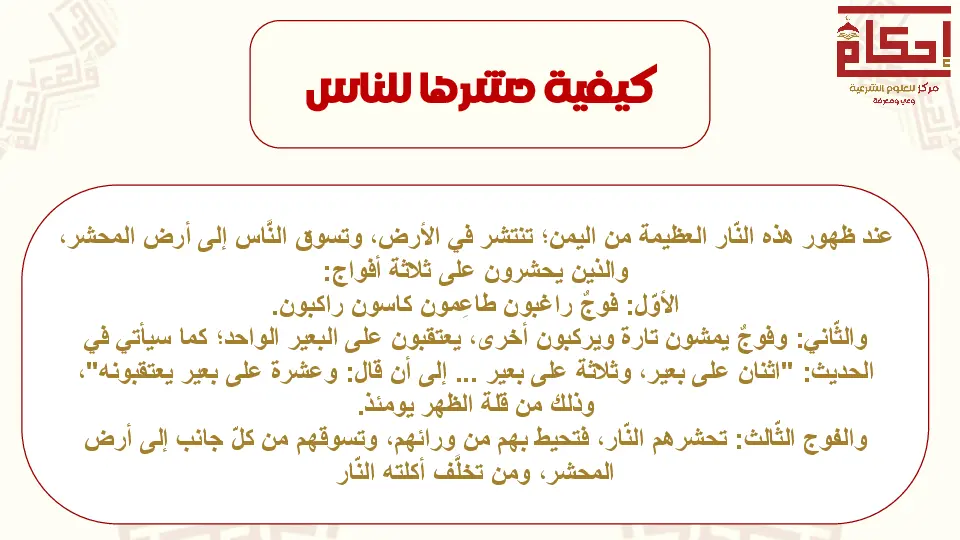 إحكام
مركز للعلوم الشرعية
وعي ومعرفة
كيفية حشرها للناس
عند ظهور هذه النّار العظيمة من اليمن؛ تنتشر في الأرض، وتسوق النَّاس إلى أرض المحشر،
والذين يحشرون على ثلاثة أفواج:
الأوّل: فوجٌ راغبون طاعِمون كاسون راكبون.
والثّاني: وفوجٌ يمشون تارة ويركبون أخرى، يعتقبون على البعير الواحد؛ كما سيأتي في
الحديث: "اثنان على بعير، وثلاثة على بعير ... إلى أن قال: وعشرة على بعير يعتقبونه"،
وذلك من قلة الظهر يومئذ.
والفوج الثّالث: تحشرهم النّار، فتحيط بهم من ورائهم، وتسوقهم من كلّ جانب إلى أرض
المحشر، ومن تخلَّف أكلته النّار